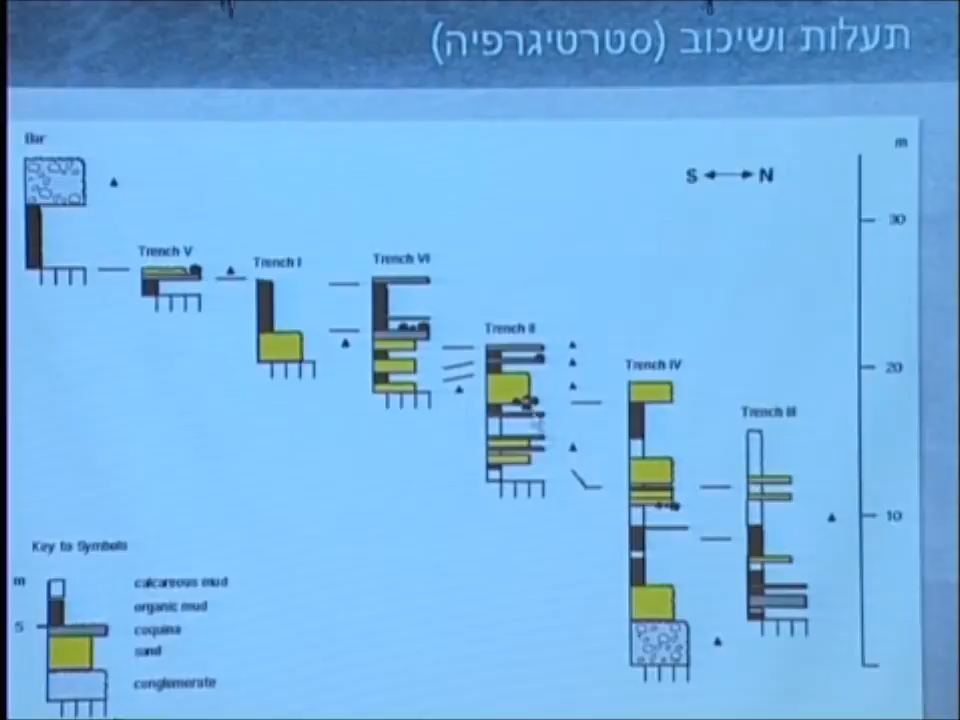 תעלות ושיכוב (סטרטיגרפיה)
Bar
m
S N
30
Trench V
Trench I
Trench VI
Trench II
20
Trench IV
Trench III
10
Key to Symbols
m
calcareous mud
organic mud
5
coquina
sand
conglomerate